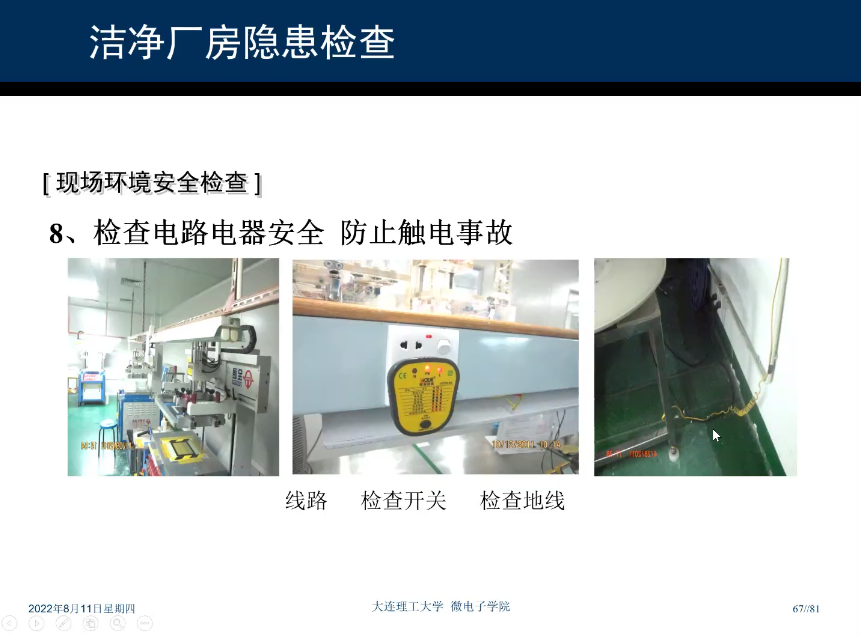 洁净厂房隐患检查
[ 现场环境安全检查 ]
8、检查电路电器安全 防止触电事故
线路 检查开关 检查地线
2022年8月11日星期四
大连理工大学 微电子学院
67//81